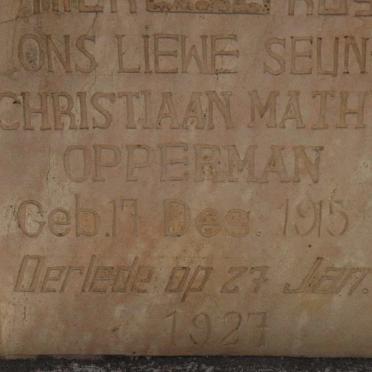 ONS LIEWE SEUN
CHRISTIAAN MATH
OPPERMAN
Geb. 17 Des. 1915
Oerlede op 27 Jan.
1927